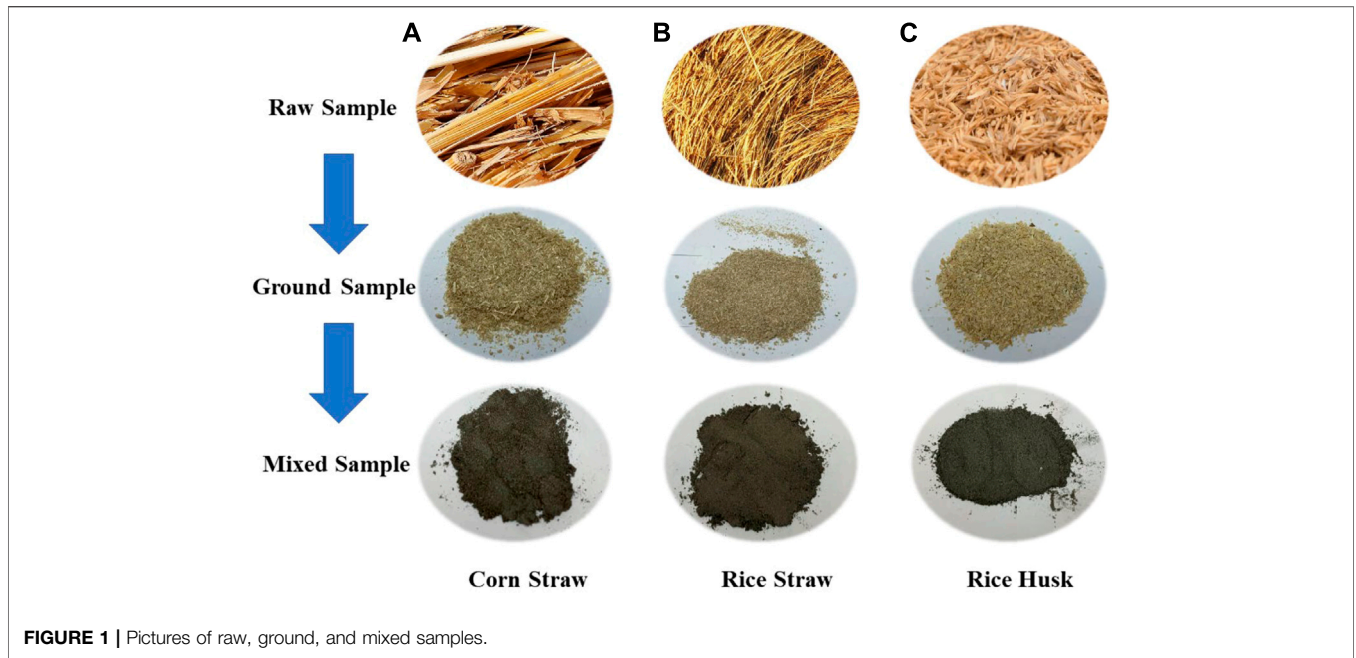 A
B
C
Raw Sample
Ground Sample
Mixed Sample
Corn Straw
Rice Straw
Rice Husk
FIGURE 1 | Pictures of raw, ground, and mixed samples.